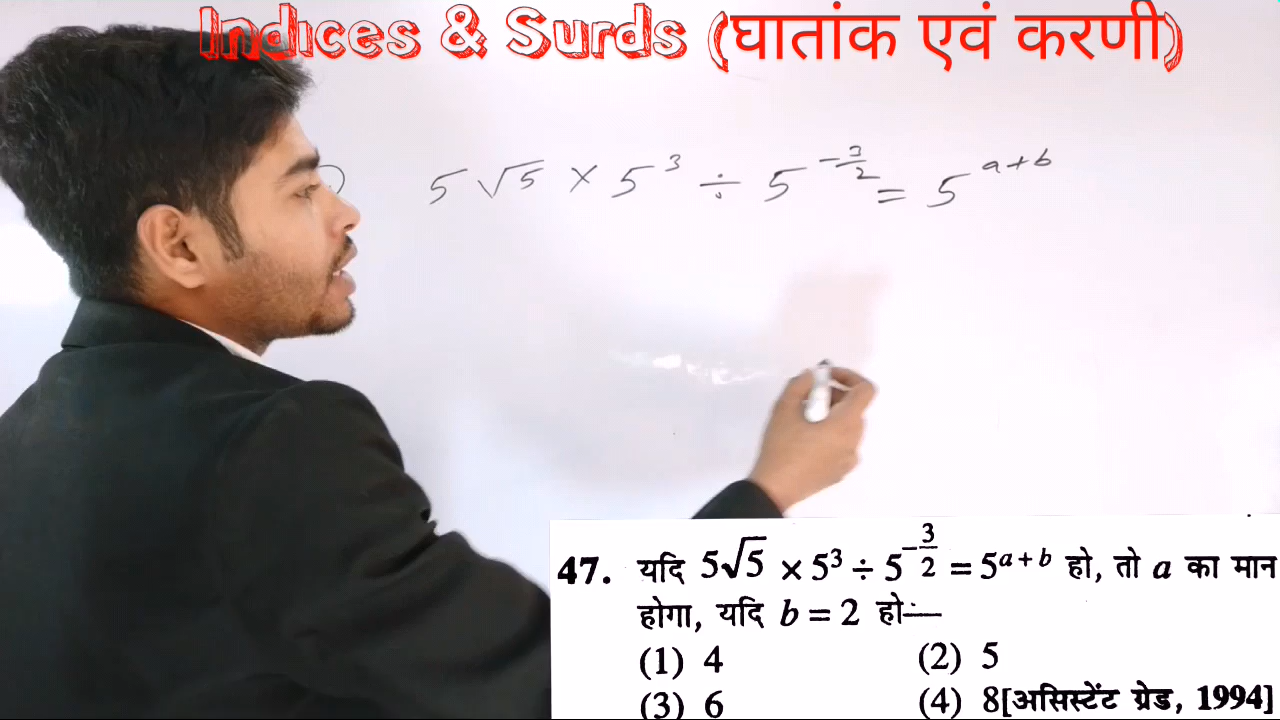 Indices & Surds (घातांक एवं करणी)
5√5 × 5³ ÷ 5^(-3/2) = 5^(a+b)
47. यदि 5√5 × 5³ ÷ 5^(-3/2) = 5^(a+b) हो, तो a का मान
होगा, यदि b = 2 हो:—
(1) 4 (2) 5
(3) 6 (4) 8[असिस्टेंट ग्रेड, 1994]